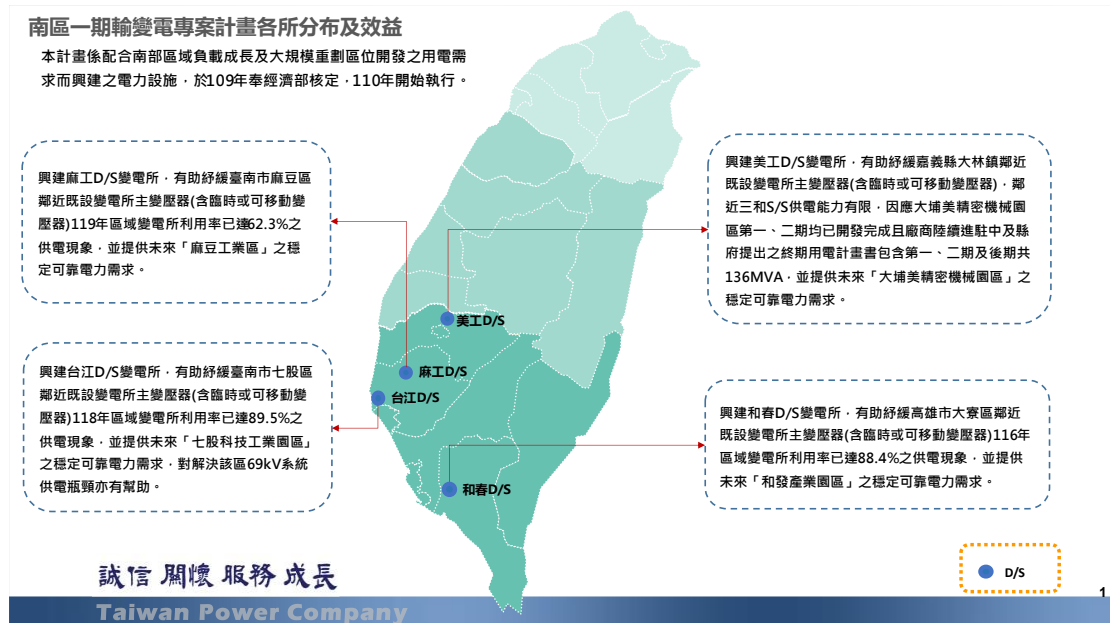 南區一期輸變電專案計畫各所分布及效益
本計畫係配合南部區域負載成長及大規模重劃區位開發之用電需
求而興建之電力設施，於109年奉經濟部核定，110年開始執行。
興建麻工D/S變電所，有助紓緩臺南市麻豆區
鄰近既設變電所主變壓器(含臨時或可移動變
壓器)119年區域變電所利用率已達62.3%之
供電現象，並提供未來「麻豆工業區」之穩
定可靠電力需求。
興建美工D/S變電所，有助紓緩嘉義縣大林鎮鄰近
既設變電所主變壓器(含臨時或可移動變壓器)，鄰
近三和S/S供電能力有限，因應大埔美精密機械園
區第一、二期均已開發完成且廠商陸續進駐中及縣
府提出之終期用電計畫書包含第一、二期及後期共
136MVA，並提供未來「大埔美精密機械園區」之
穩定可靠電力需求。
美工D/S
麻工D/S
台江D/S
和春D/S
興建台江D/S變電所，有助紓緩臺南市七股區
鄰近既設變電所主變壓器(含臨時或可移動變
壓器)118年區域變電所利用率已達89.5%之
供電現象，並提供未來「七股科技工業園區」
之穩定可靠電力需求，對解決該區69kV系統
供電瓶頸亦有幫助。
興建和春D/S變電所，有助紓緩高雄市大寮區鄰近
既設變電所主變壓器(含臨時或可移動變壓器)116年
區域變電所利用率已達88.4%之供電現象，並提供
未來「和發產業園區」之穩定可靠電力需求。
D/S
誠信 關懷 服務 成長
Taiwan Power Company
1